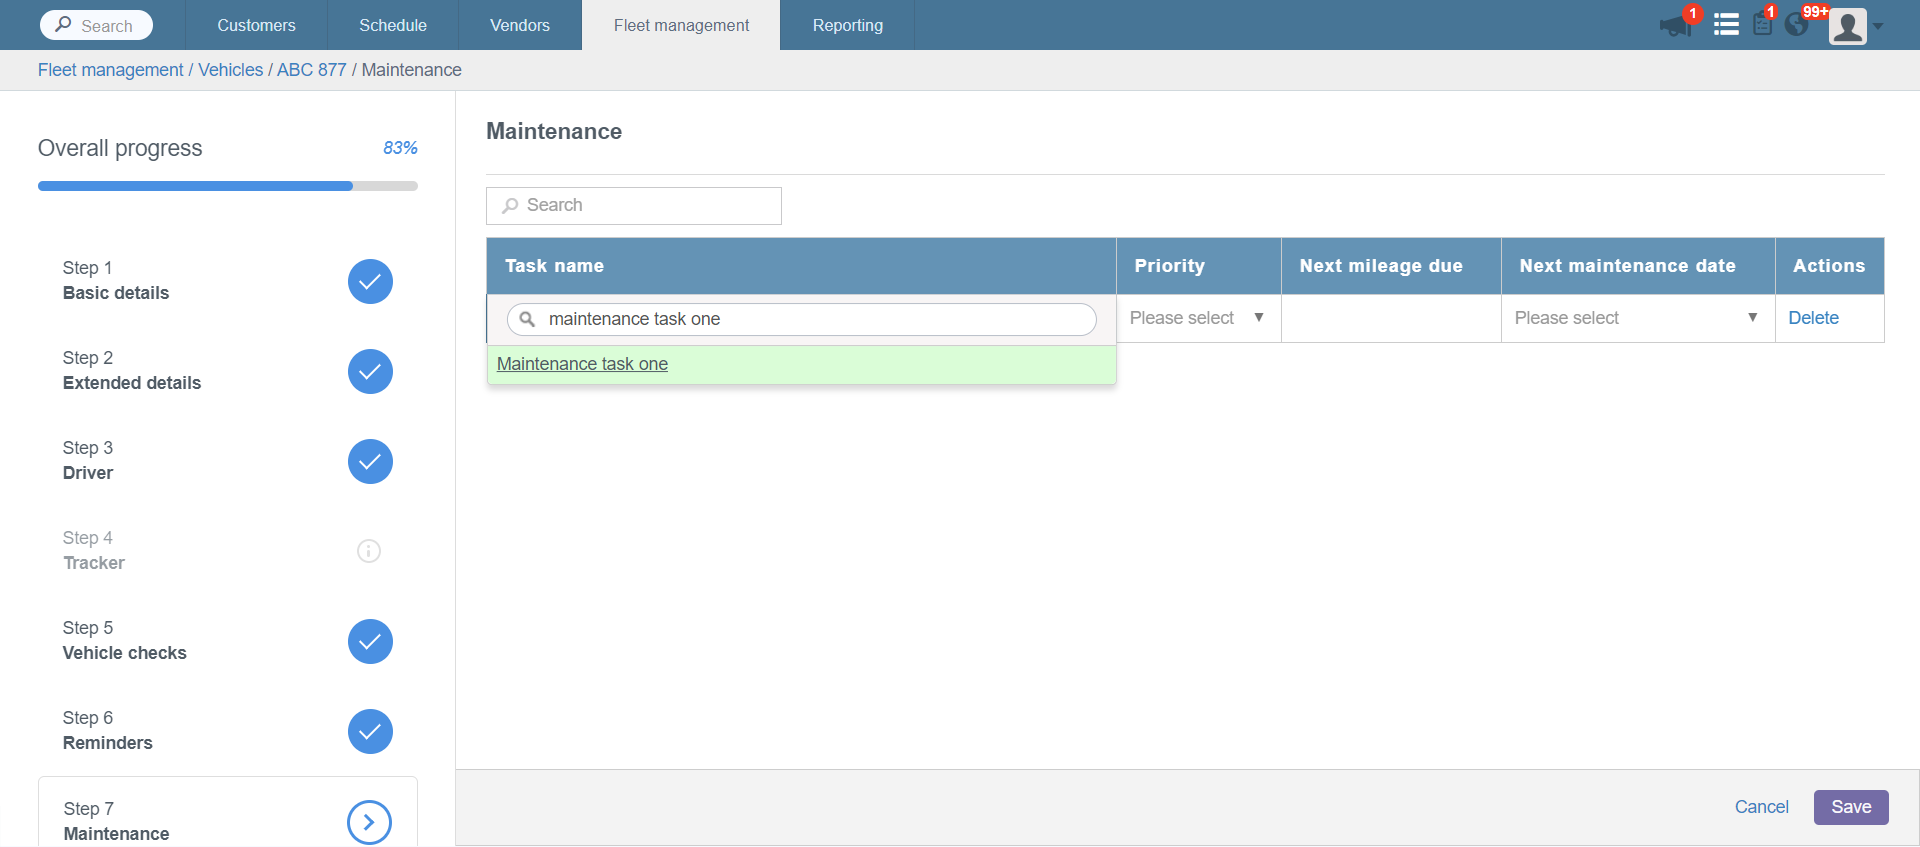 Search
Customers
Schedule
Vendors
Fleet management
Reporting
1
1
99+
Fleet management / Vehicles / ABC 877 / Maintenance
Overall progress
83%
Step 1
Basic details
Step 2
Extended details
Step 3
Driver
Step 4
Tracker
Step 5
Vehicle checks
Step 6
Reminders
Step 7
Maintenance
Maintenance
Search
Task name
Priority
Next mileage due
Next maintenance date
Actions
maintenance task one
Please select
Please select
Delete
Maintenance task one
Cancel
Save